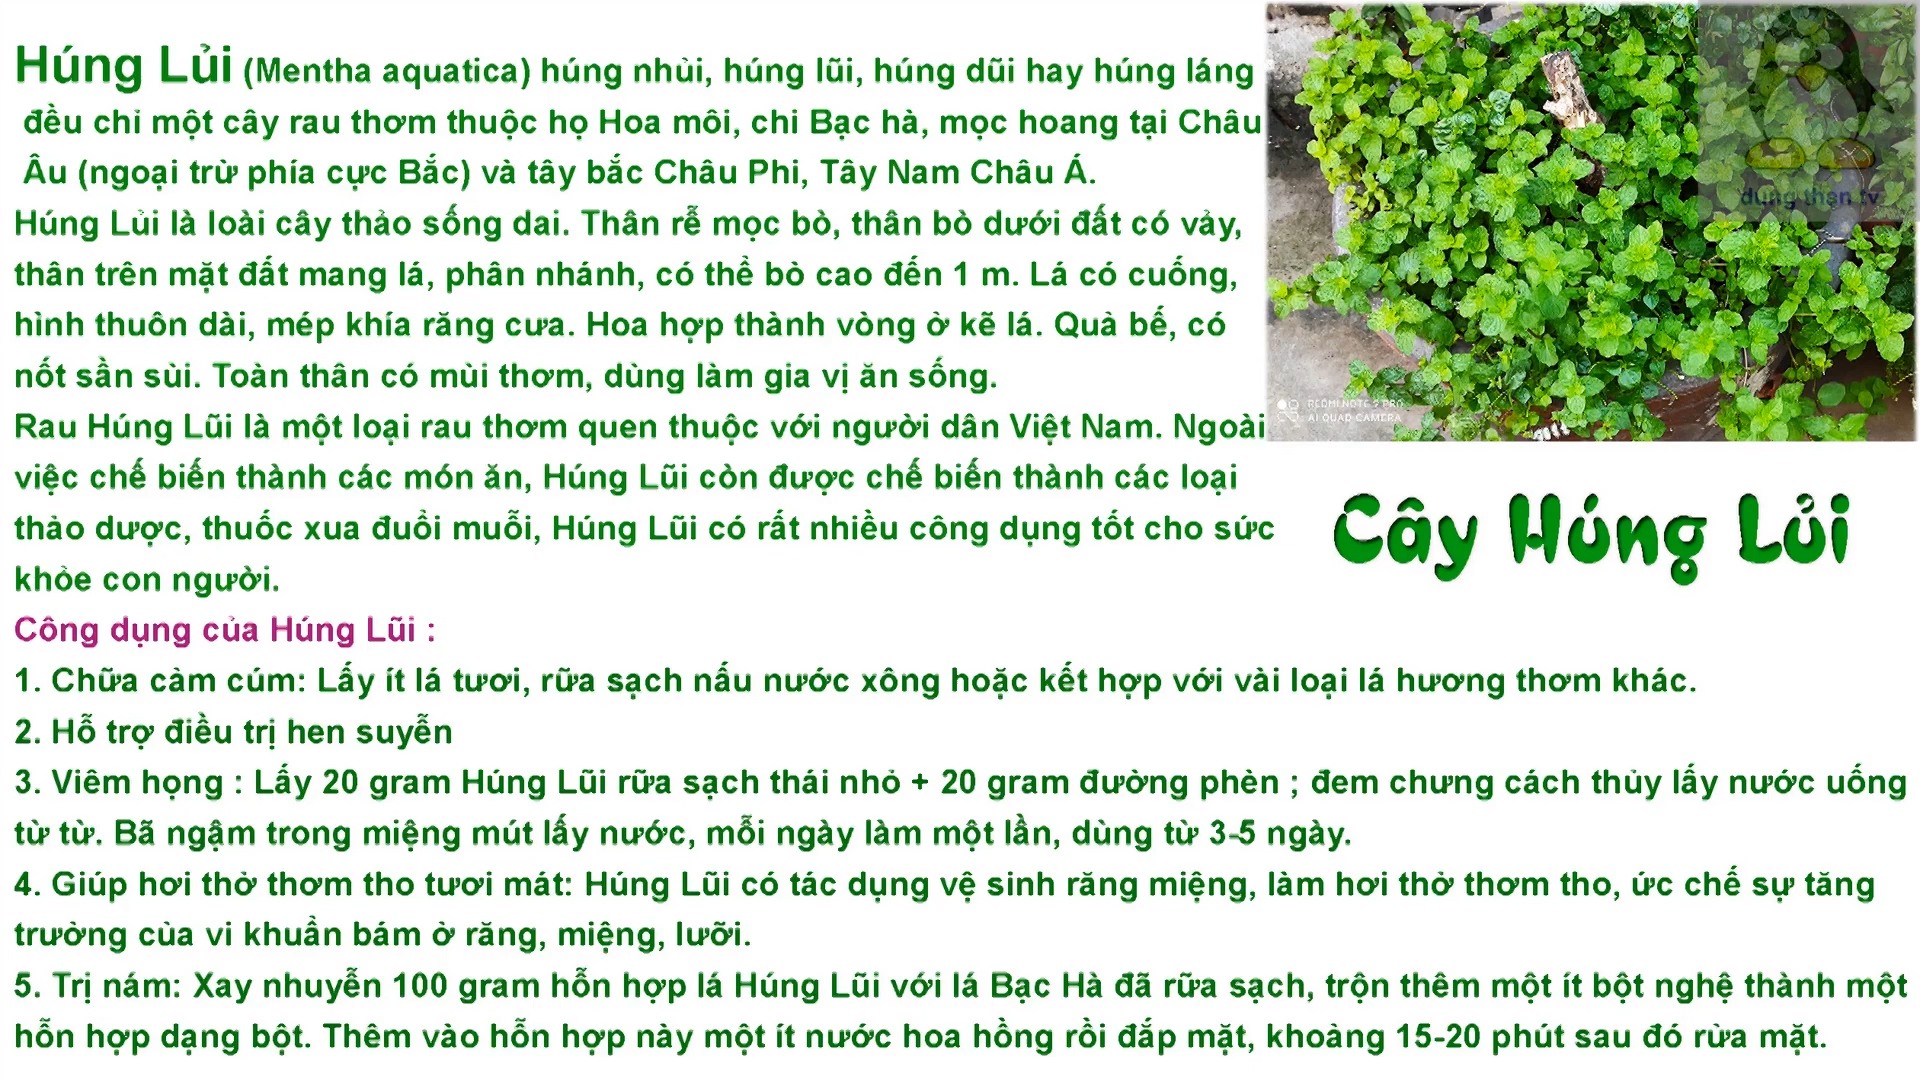 Húng Lủi (Mentha aquatica) húng nhủi, húng lũi, húng dũi hay húng láng
đều chỉ một cây rau thơm thuộc họ Hoa môi, chi Bạc hà, mọc hoang tại Châu
Âu (ngoại trừ phía cực Bắc) và tây bắc Châu Phi, Tây Nam Châu Á.
Húng Lủi là loài cây thảo sống dai. Thân rễ mọc bò, thân bò dưới đất có vảy,
thân trên mặt đất mang lá, phân nhánh, có thể bò cao đến 1 m. Lá có cuống,
hình thuôn dài, mép khía răng cưa. Hoa hợp thành vòng ở kẽ lá. Quả bế, có
nốt sần sùi. Toàn thân có mùi thơm, dùng làm gia vị ăn sống.
Rau Húng Lũi là một loại rau thơm quen thuộc với người dân Việt Nam. Ngoài
việc chế biến thành các món ăn, Húng Lũi còn được chế biến thành các loại
thảo dược, thuốc xua đuổi muỗi, Húng Lũi có rất nhiều công dụng tốt cho sức
khỏe con người.
Công dụng của Húng Lũi :
1. Chữa cảm cúm: Lấy ít lá tươi, rữa sạch nấu nước xông hoặc kết hợp với vài loại lá hương thơm khác.
2. Hỗ trợ điều trị hen suyễn
3. Viêm họng : Lấy 20 gram Húng Lũi rữa sạch thái nhỏ + 20 gram đường phèn ; đem chưng cách thủy lấy nước uống
từ từ. Bã ngậm trong miệng mút lấy nước, mỗi ngày làm một lần, dùng từ 3-5 ngày.
4. Giúp hơi thở thơm tho tươi mát: Húng Lũi có tác dụng vệ sinh răng miệng, làm hơi thở thơm tho, ức chế sự tăng
trưởng của vi khuẩn bám ở răng, miệng, lưỡi.
5. Trị nám: Xay nhuyễn 100 gram hỗn hợp lá Húng Lũi với lá Bạc Hà đã rữa sạch, trộn thêm một ít bột nghệ thành một
hỗn hợp dạng bột. Thêm vào hỗn hợp này một ít nước hoa hồng rồi đắp mặt, khoảng 15-20 phút sau đó rửa mặt.
dung then tv
REDMI NOTE 9 PRO
AI QUAD CAMERA
Cây Húng Lủi